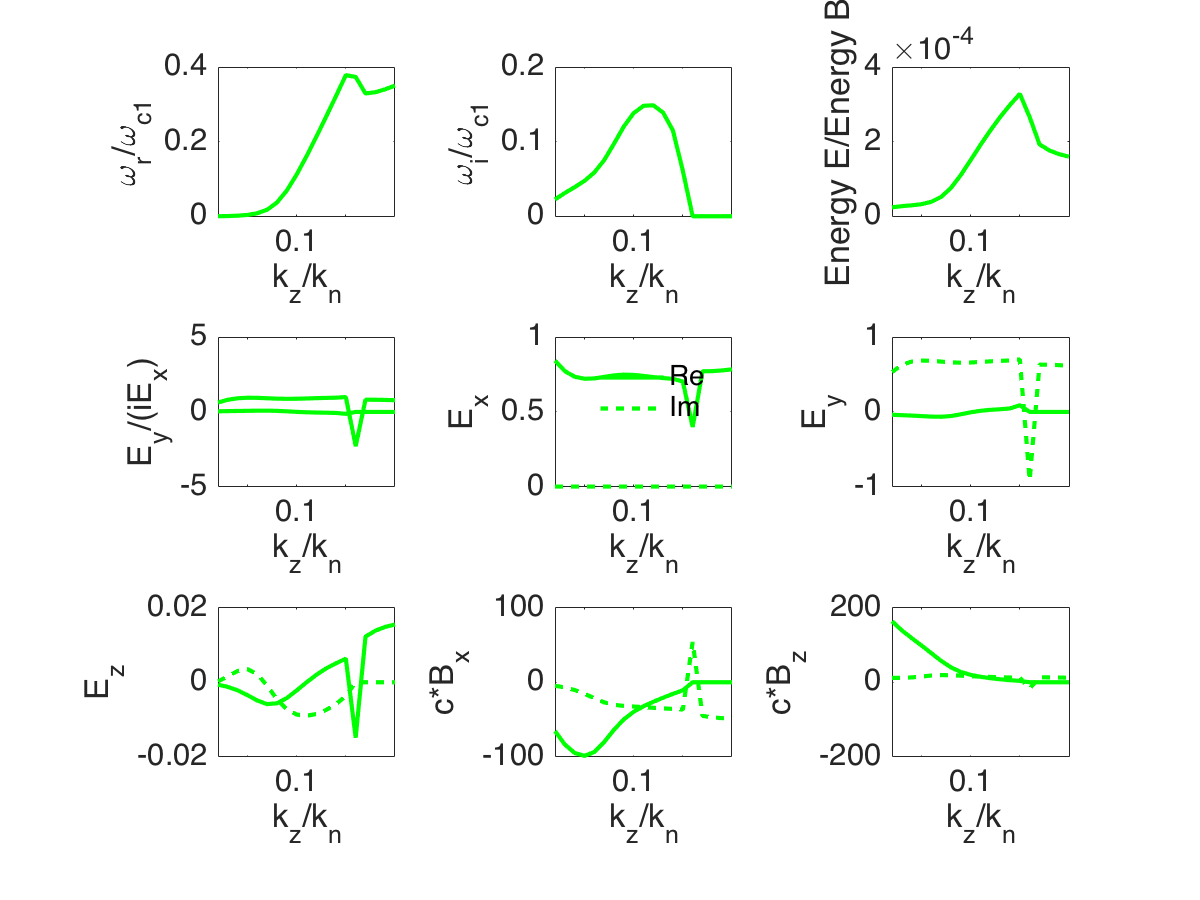 0.4
0.2
0
ω_r/ω_c1
0.1
k_z/k_n
0.2
0.1
0
ω_i/ω_c1
0.1
k_z/k_n
×10^-4
4
2
0
Energy E/Energy B
0.1
k_z/k_n
5
0
-5
E_y/(iE_x)
0.1
k_z/k_n
1
0.5
0
E_x
Re
Im
0.1
k_z/k_n
1
0
-1
E_y
0.1
k_z/k_n
0.02
0
-0.02
E_z
0.1
k_z/k_n
100
0
-100
c*B_x
0.1
k_z/k_n
200
0
-200
c*B_z
0.1
k_z/k_n